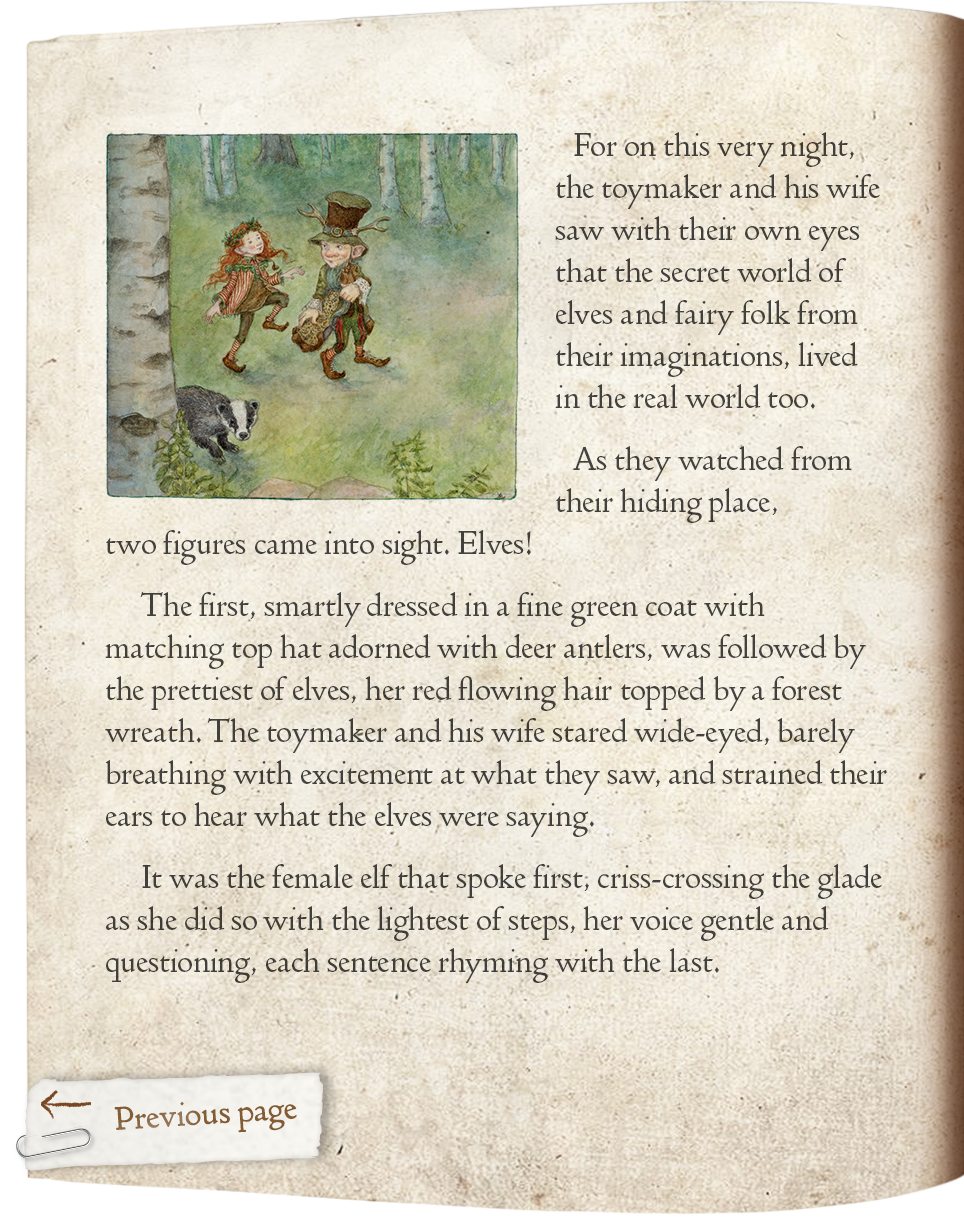 For on this very night,
the toymaker and his wife
saw with their own eyes
that the secret world of
elves and fairy folk from
their imaginations, lived
in the real world too.
As they watched from
their hiding place,
two figures came into sight. Elves!
The first, smartly dressed in a fine green coat with
matching top hat adorned with deer antlers, was followed by
the prettiest of elves, her red flowing hair topped by a forest
wreath. The toymaker and his wife stared wide-eyed, barely
breathing with excitement at what they saw, and strained their
ears to hear what the elves were saying.
It was the female elf that spoke first; criss-crossing the glade
as she did so with the lightest of steps, her voice gentle and
questioning, each sentence rhyming with the last.
Previous page